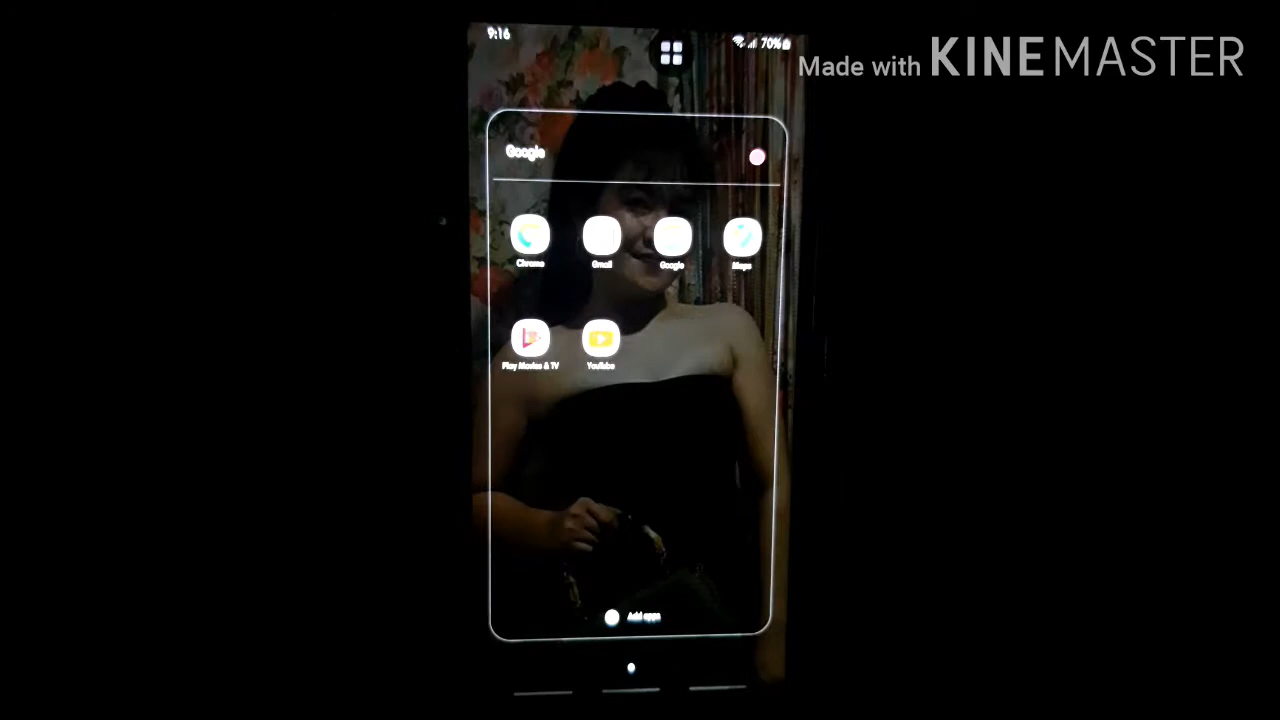 9:16
70%
Made with KINEMASTER
Google
Chrome
Gmail
Google
Maps
Play Movies & TV
YouTube
Add apps